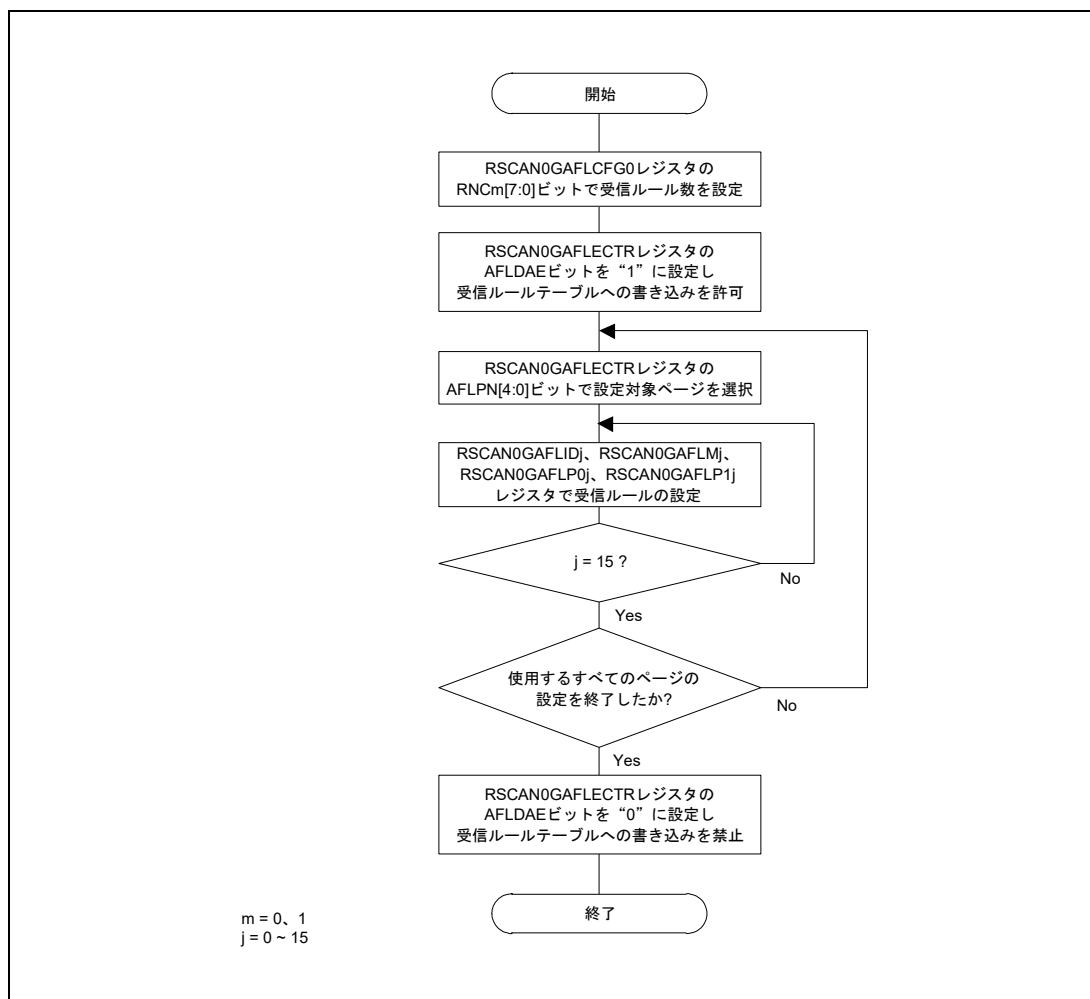 開始
RSCAN0GAFLCFG0レジスタの
RNCm[7:0]ビットで受信ルール数を設定
RSCAN0GAFLECTRレジスタの
AFLDAEビットを“1”に設定し
受信ルールテーブルへの書き込みを許可
RSCAN0GAFLECTRレジスタの
AFLPN[4:0]ビットで設定対象ページを選択
RSCAN0GAFLIDj、RSCAN0GAFLMj、
RSCAN0GAFLP0j、RSCAN0GAFLP1j
レジスタで受信ルールの設定
j = 15 ?
No
Yes
使用するすべてのページの
設定を終了したか?
No
Yes
RSCAN0GAFLECTRレジスタの
AFLDAEビットを“0”に設定し
受信ルールテーブルへの書き込みを禁止
終了
m = 0、1
j = 0 ~ 15